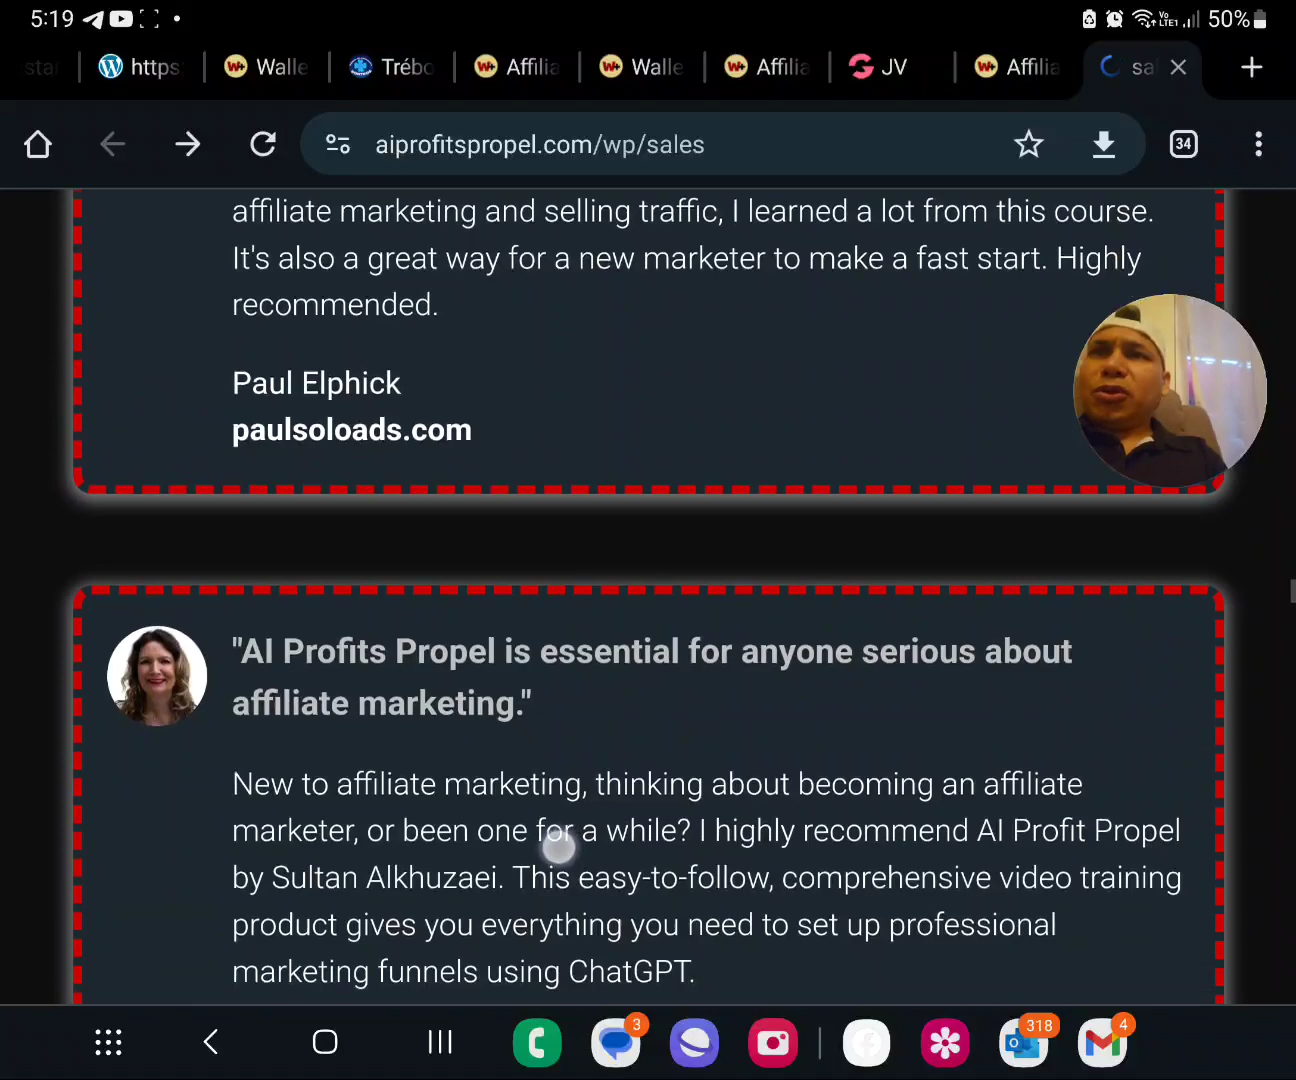 5:19
50%
https
Walle
Trébo
Affilia
Walle
Affilia
JV
Affilia
sa
aiprofitspropel.com/wp/sales
34
affiliate marketing and selling traffic, I learned a lot from this course.
It's also a great way for a new marketer to make a fast start. Highly
recommended.
Paul Elphick
paulsoloads.com
"AI Profits Propel is essential for anyone serious about
affiliate marketing."
New to affiliate marketing, thinking about becoming an affiliate
marketer, or been one for a while? I highly recommend AI Profit Propel
by Sultan Alkhuzaei. This easy-to-follow, comprehensive video training
product gives you everything you need to set up professional
marketing funnels using ChatGPT.
3
318
4